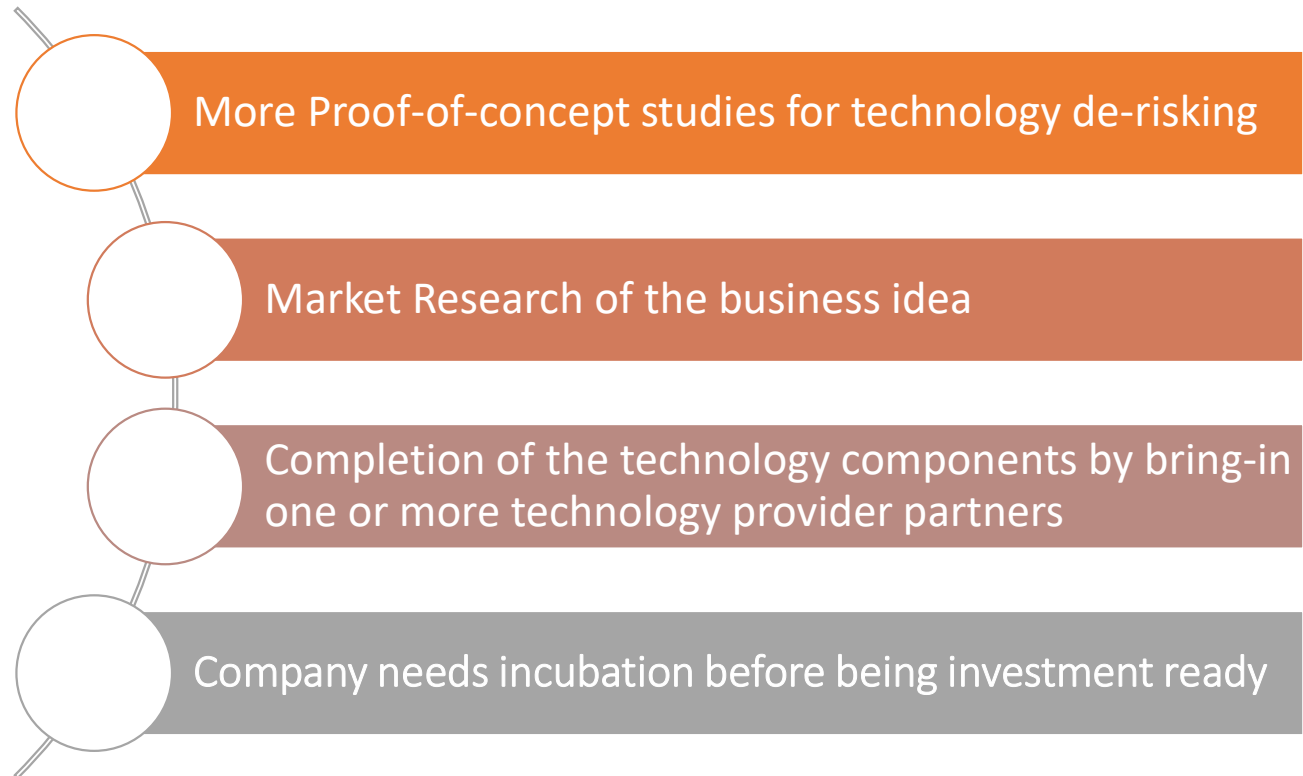 More Proof-of-concept studies for technology de-risking
Market Research of the business idea
Completion of the technology components by bring-in
one or more technology provider partners
Company needs incubation before being investment ready